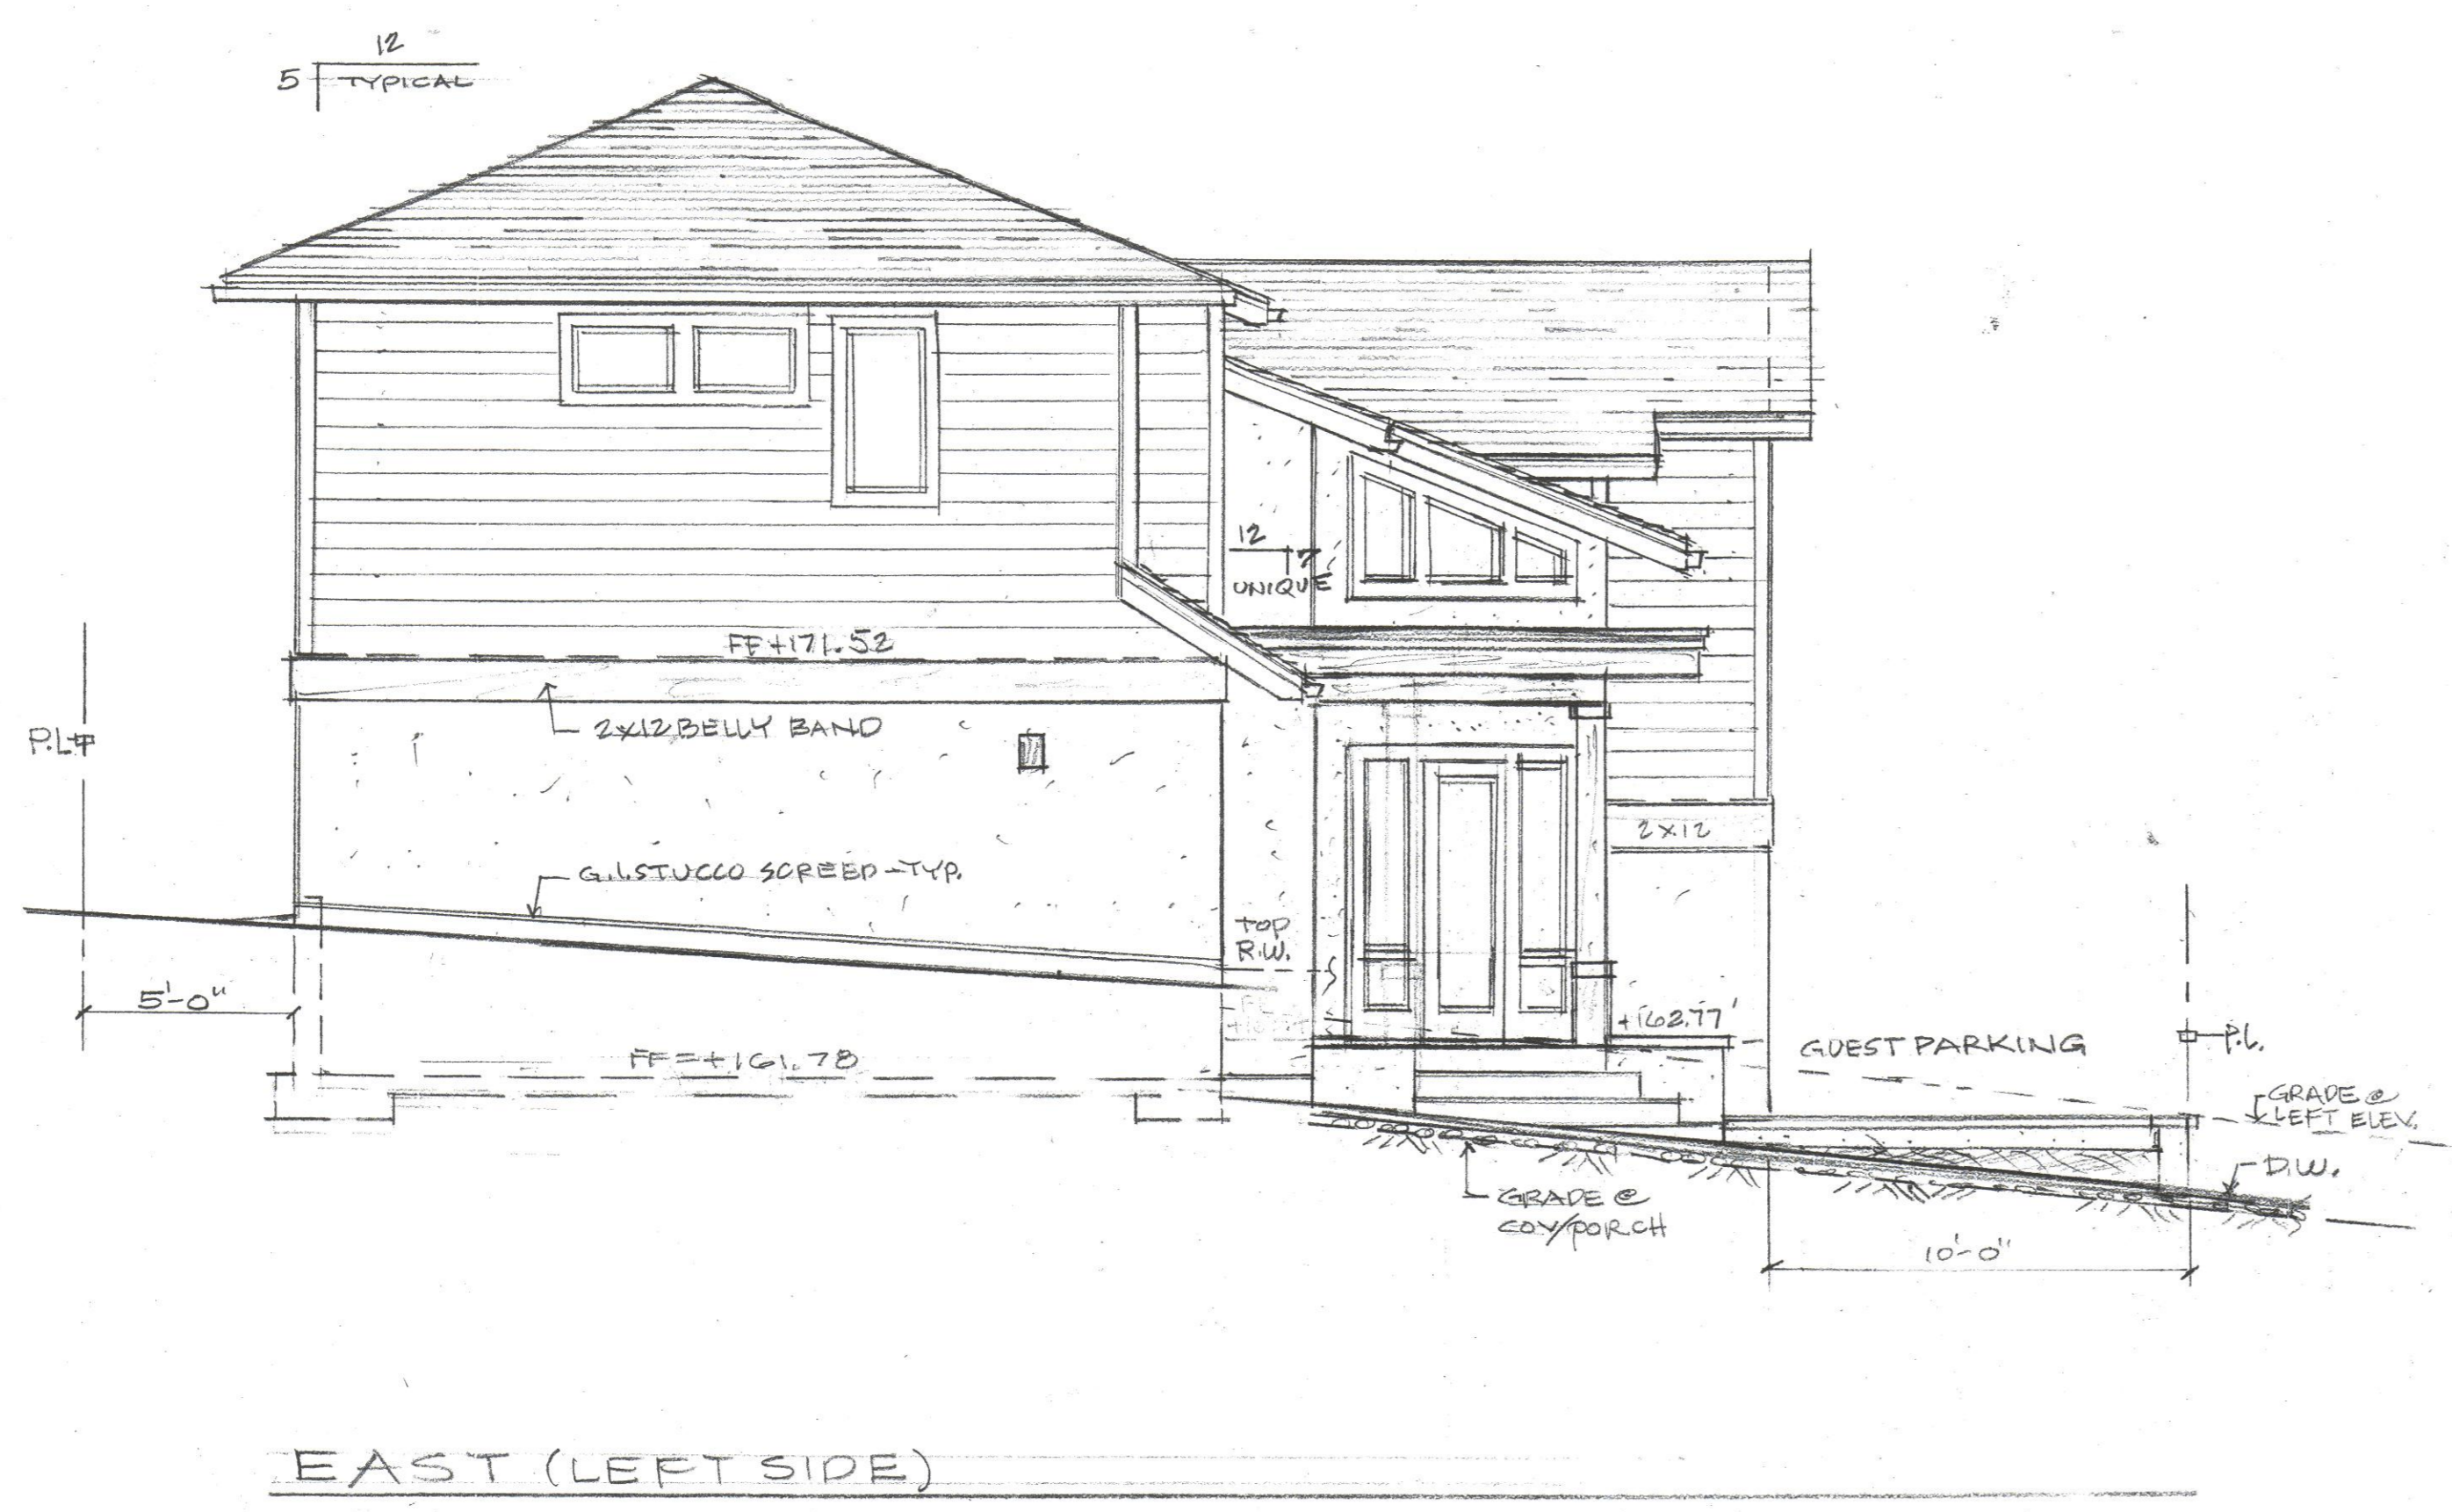 12
5 TYPICAL
12
7
UNIQUE
FF +171.52
2X12 BELLY BAND
P.L.
2X12
G.I. STUCCO SCREED-TYP.
TOP
R.W.
5'-0"
+162.77'
GUEST PARKING
P.L.
FF=+161.78
GRADE @
LEFT ELEV.
D.W.
GRADE @
COV/PORCH
10'-0"
EAST (LEFT SIDE)